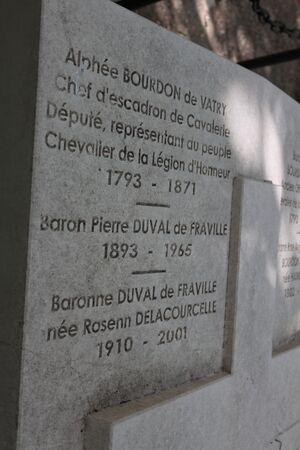 Alphée BOURDON de VATRY
Chef d'escadron de Cavalerie
Député, représentant du peuple
Chevalier de la Légion d'Honneur
1793 - 1871
Baron Pierre DUVAL de FRAVILLE
1893 - 1965
Baronne DUVAL de FRAVILLE
née Rosenn DELACOURCELLE
1910 - 2001